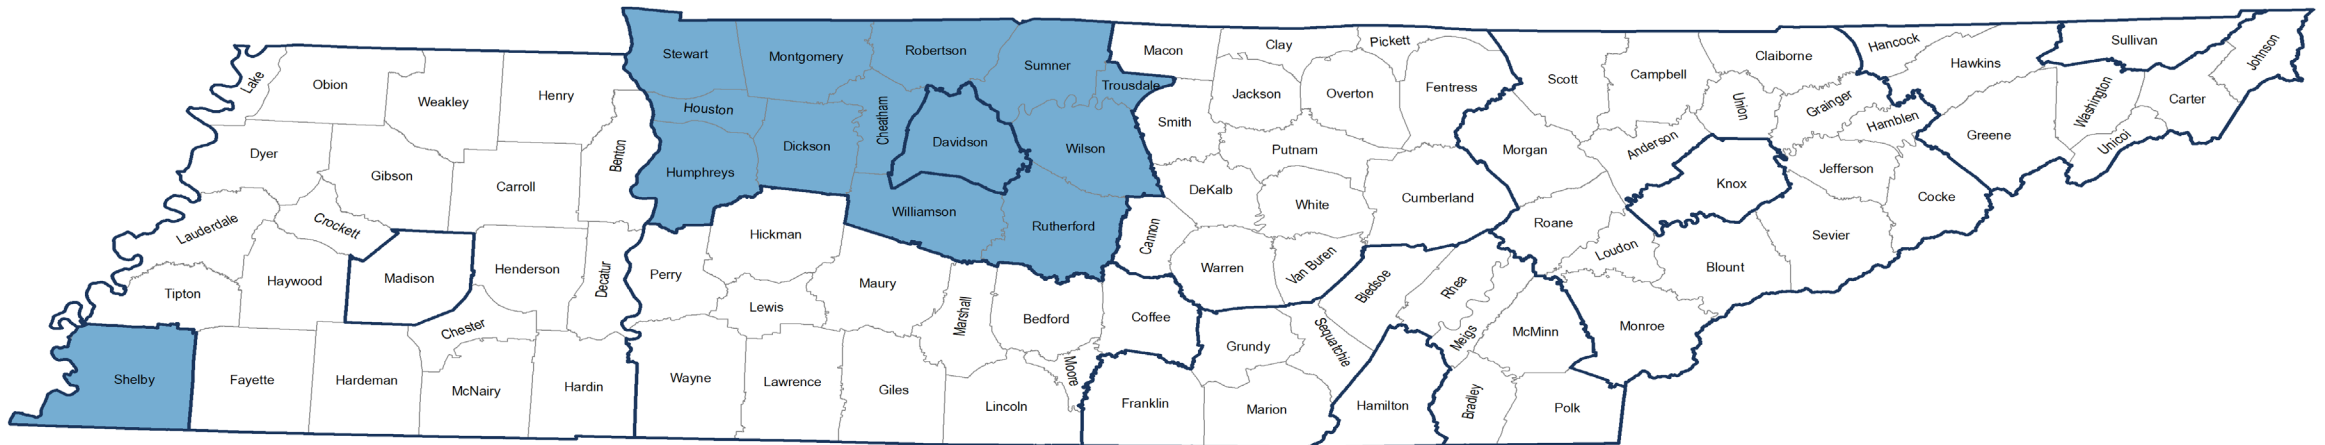 Stewart
Montgomery
Robertson
Sumner
Macon
Clay
Pickett
Hancock
Sullivan
Johnson
Lake
Obion
Weakley
Henry
Houston
Cheatham
Trousdale
Jackson
Overton
Fentress
Scott
Campbell
Claiborne
Union
Grainger
Hawkins
Hamblen
Washington
Carter
Unicoi
Greene
Dyer
Gibson
Carroll
Benton
Humphreys
Dickson
Davidson
Wilson
Smith
Putnam
Morgan
Anderson
Knox
Jefferson
Cocke
Lauderdale
Crockett
Williamson
Rutherford
Cannon
DeKalb
White
Cumberland
Roane
Loudon
Blount
Sevier
Tipton
Haywood
Madison
Henderson
Decatur
Perry
Hickman
Lewis
Maury
Marshall
Bedford
Coffee
Warren
Van Buren
Bledsoe
Rhea
Meigs
McMinn
Monroe
Shelby
Fayette
Hardeman
Chester
McNairy
Hardin
Wayne
Lawrence
Giles
Lincoln
Moore
Franklin
Grundy
Sequatchie
Marion
Hamilton
Bradley
Polk